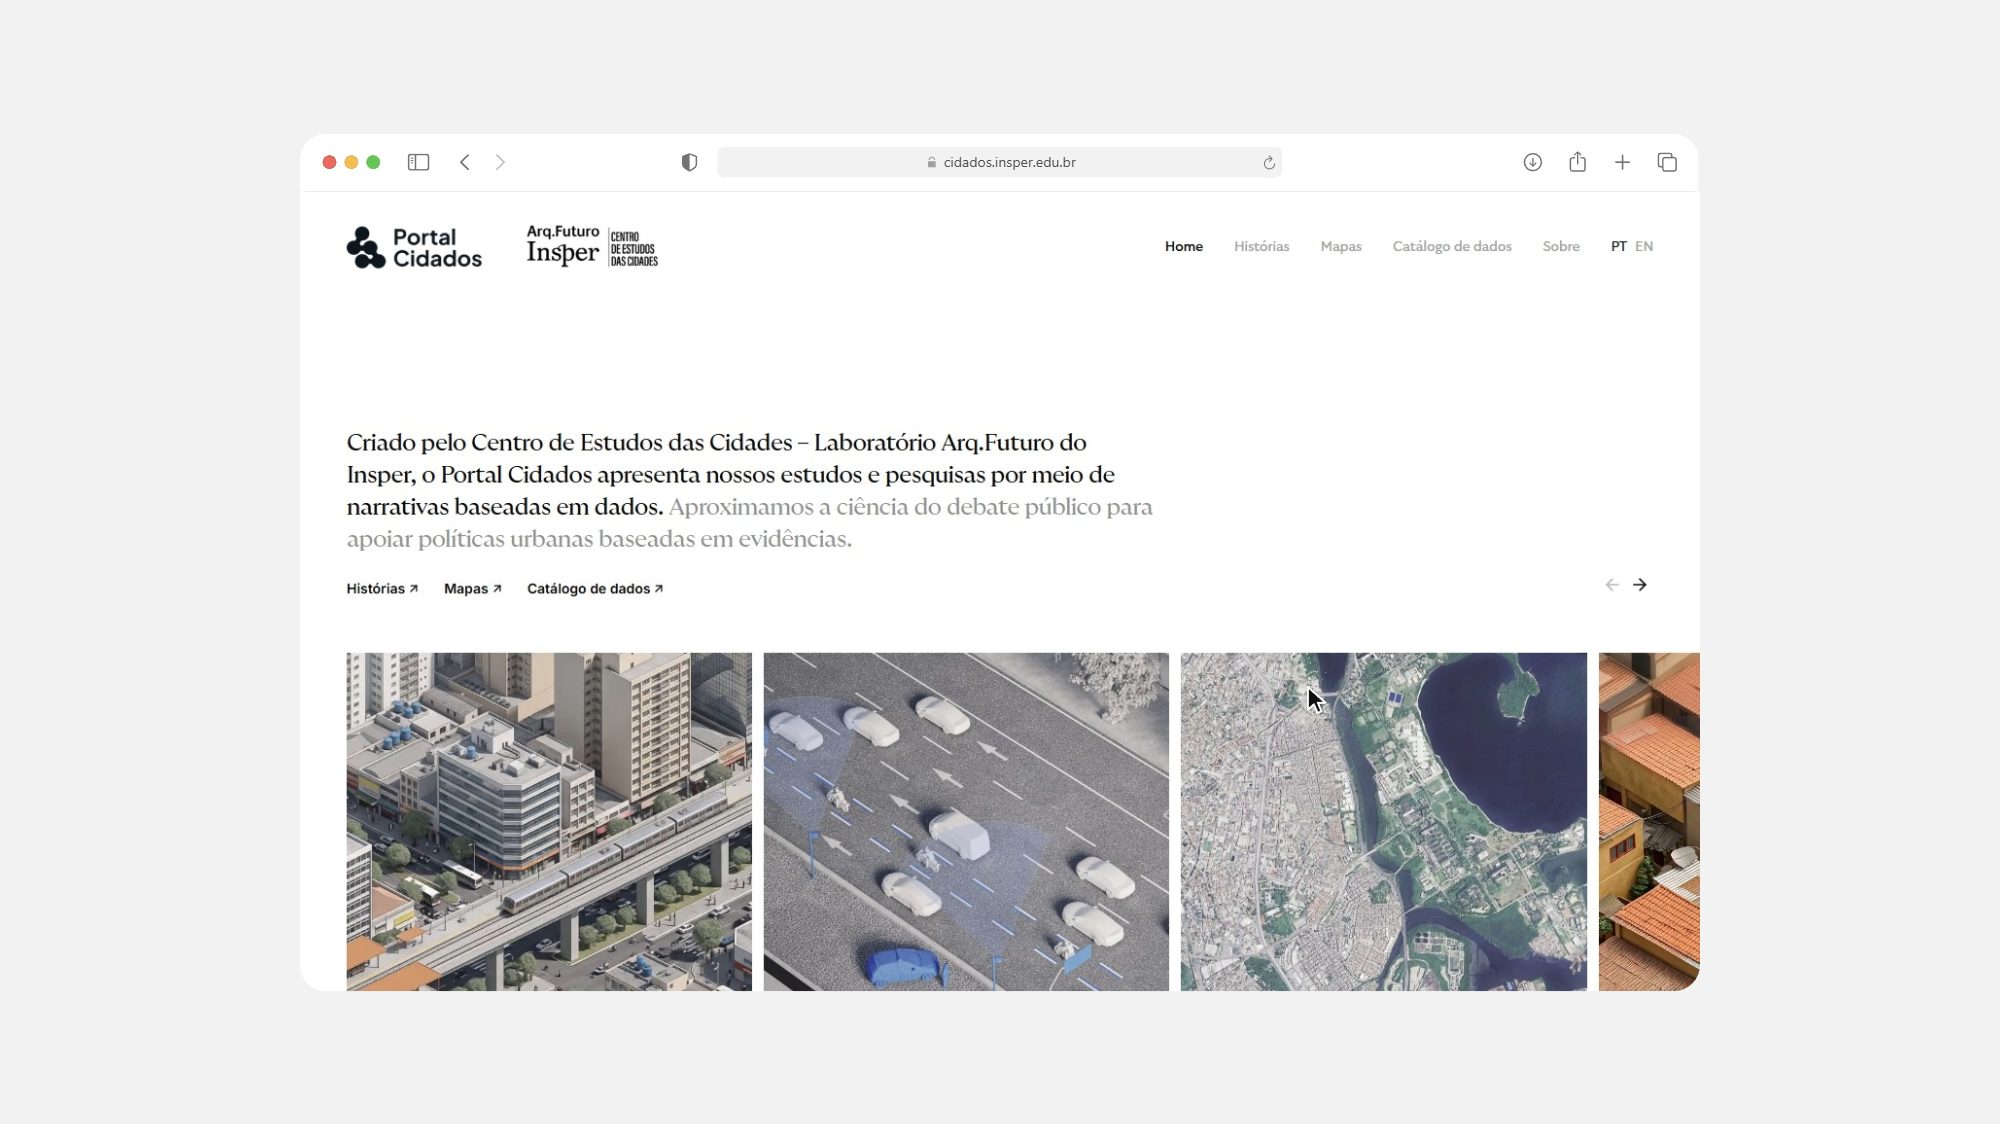 cidados.insper.edu.br
Portal
Cidados
Arq.Futuro
Insper
CENTRO
DE ESTUDOS
DAS CIDADES
Home
Histórias
Mapas
Catálogo de dados
Sobre
PT
EN
Criado pelo Centro de Estudos das Cidades – Laboratório Arq.Futuro do
Insper, o Portal Cidados apresenta nossos estudos e pesquisas por meio de
narrativas baseadas em dados. Aproximamos a ciência do debate público para
apoiar políticas urbanas baseadas em evidências.
Histórias ↗
Mapas ↗
Catálogo de dados ↗